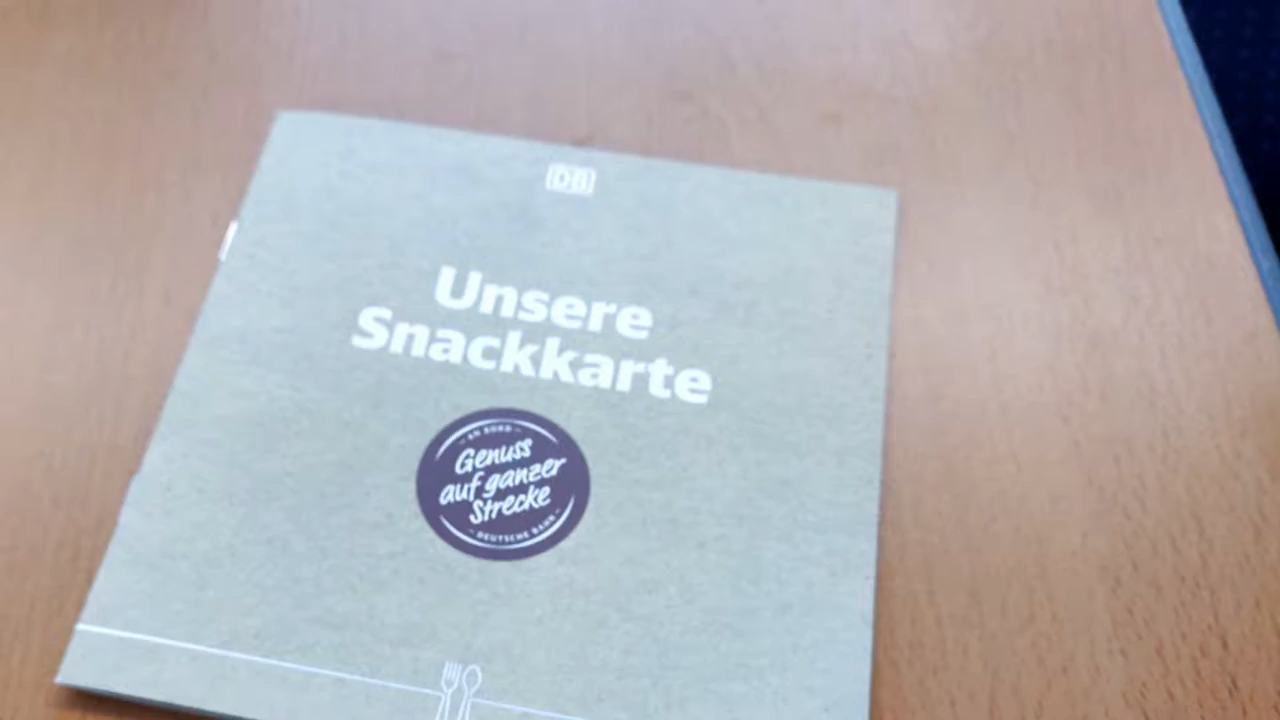 DB
Unsere
Snackkarte
– AN BORD –
Genuss
auf ganzer
Strecke
– DEUTSCHE BAHN –